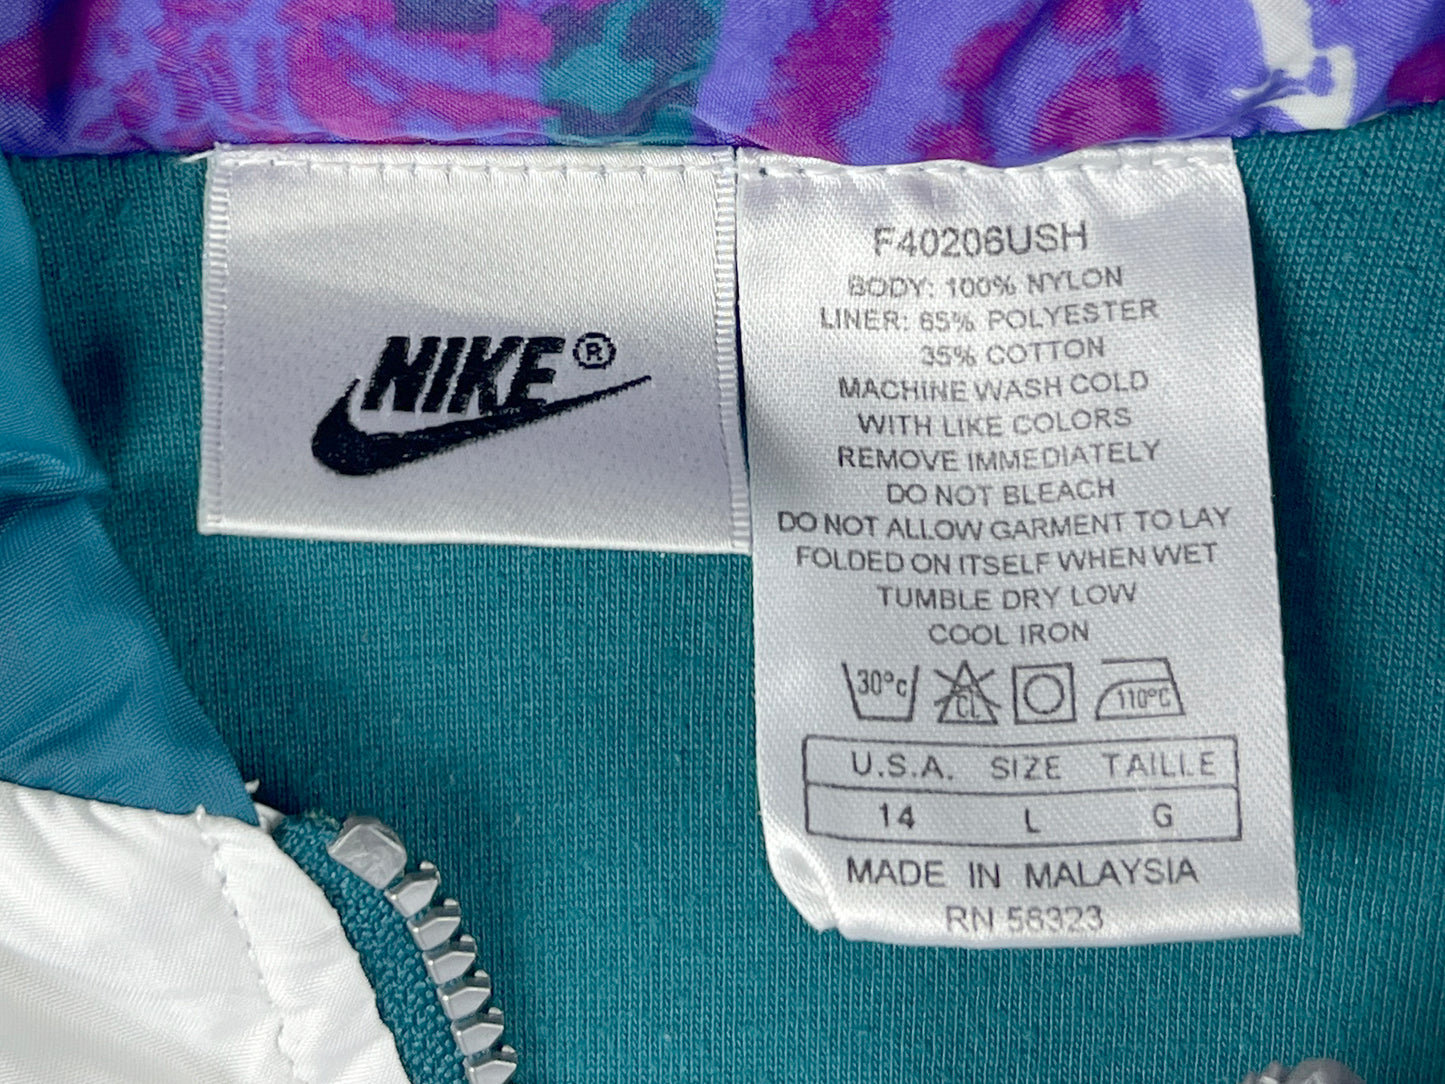 NIKE®
F40206USH
BODY: 100% NYLON
LINER: 65% POLYESTER
35% COTTON
MACHINE WASH COLD
WITH LIKE COLORS
REMOVE IMMEDIATELY
DO NOT BLEACH
DO NOT ALLOW GARMENT TO LAY
FOLDED ON ITSELF WHEN WET
TUMBLE DRY LOW
COOL IRON
30°c CL 110°C
U.S.A. SIZE TAILLE
14 L G
MADE IN MALAYSIA
RN 56323